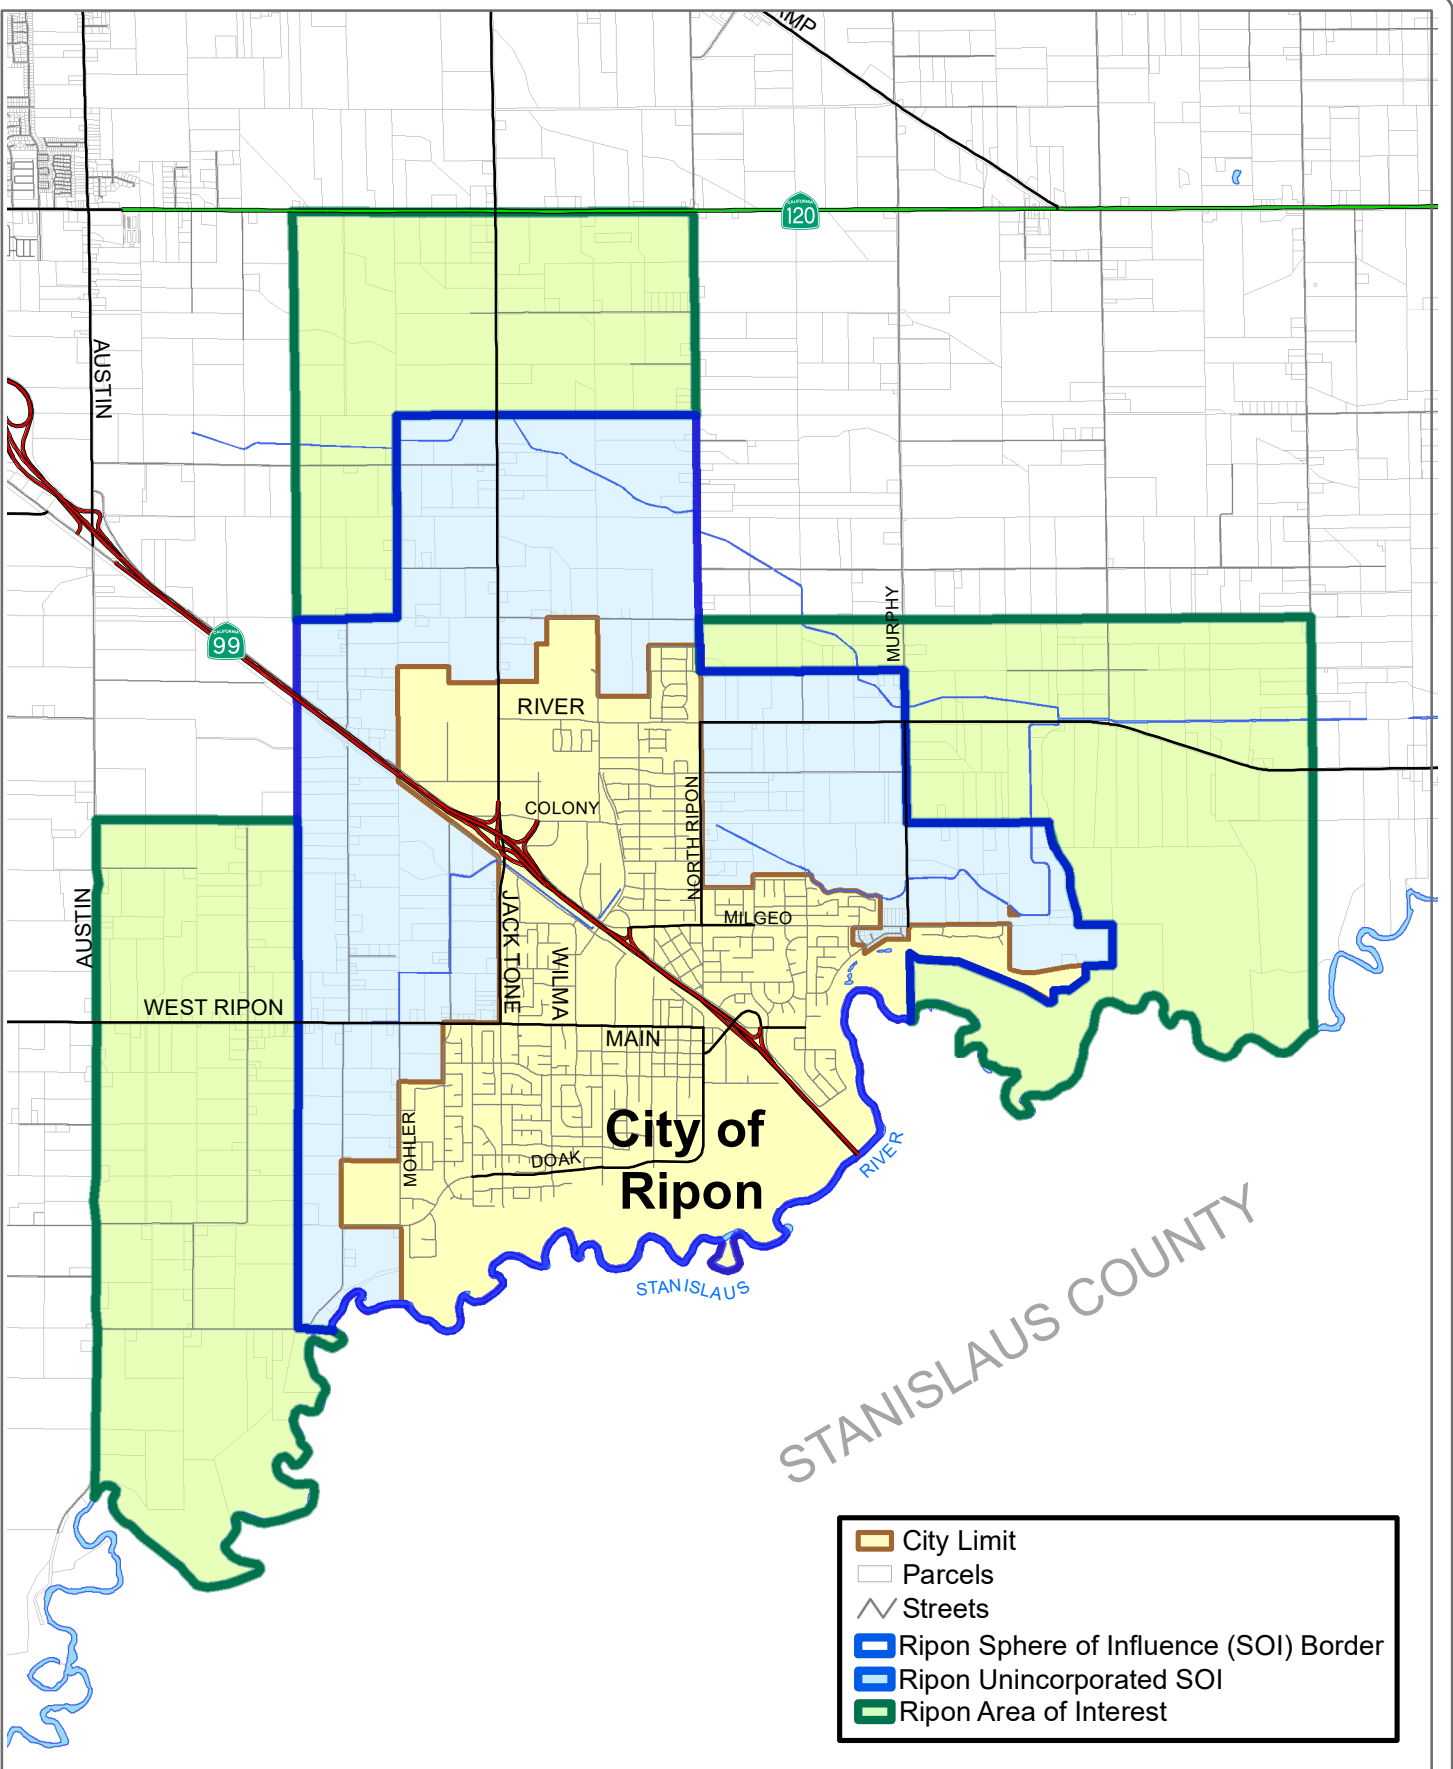 CALIFORNIA
120
AUSTIN
MURPHY
CALIFORNIA
99
RIVER
NORTH RIPON
COLONY
AUSTIN
JACK TONE
WILMA
MILGEO
WEST RIPON
MAIN
MOHLER
City of
Ripon
DOAK
RIVER
STANISLAUS
STANISLAUS COUNTY
City Limit
Parcels
Streets
Ripon Sphere of Influence (SOI) Border
Ripon Unincorporated SOI
Ripon Area of Interest